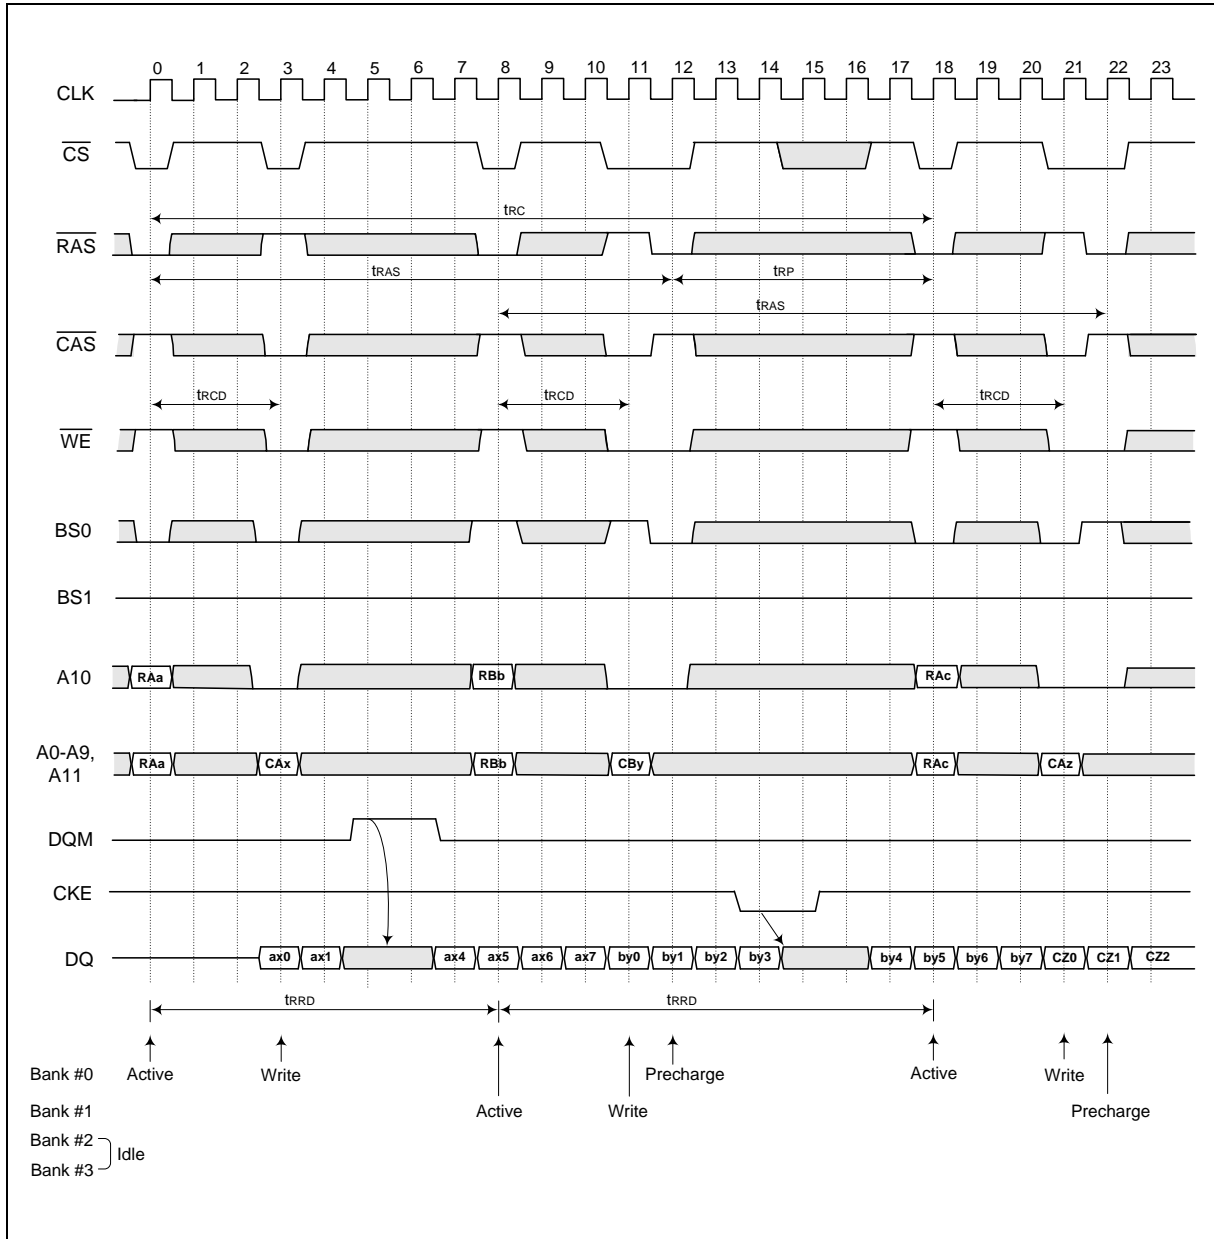 0 1 2 3 4 5 6 7 8 9 10 11 12 13 14 15 16 17 18 19 20 21 22 23
CLK
CS
tRC
RAS
tRAS tRP
tRAS
CAS
tRCD tRCD tRCD
WE
BS0
BS1
A10 RAa RBb RAc
A0-A9,
A11
RAa CAx RBb CBy RAc CAz
DQM
CKE
DQ ax0 ax1 ax4 ax5 ax6 ax7 by0 by1 by2 by3 by4 by5 by6 by7 CZ0 CZ1 CZ2
tRRD tRRD
Bank #0 Active Write Precharge Active Write
Bank #1 Active Write Precharge
Bank #2
Idle
Bank #3